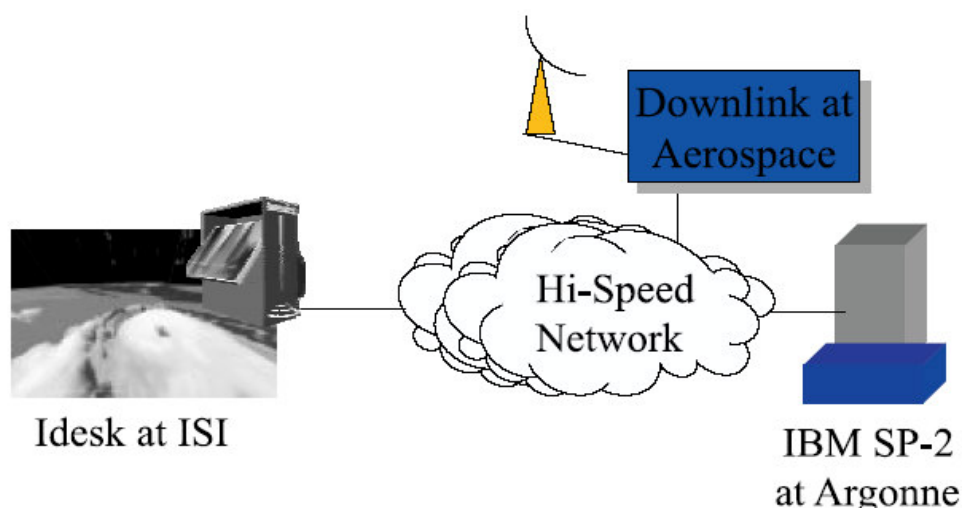 Downlink at
Aerospace
Hi-Speed
Network
Idesk at ISI
IBM SP-2
at Argonne